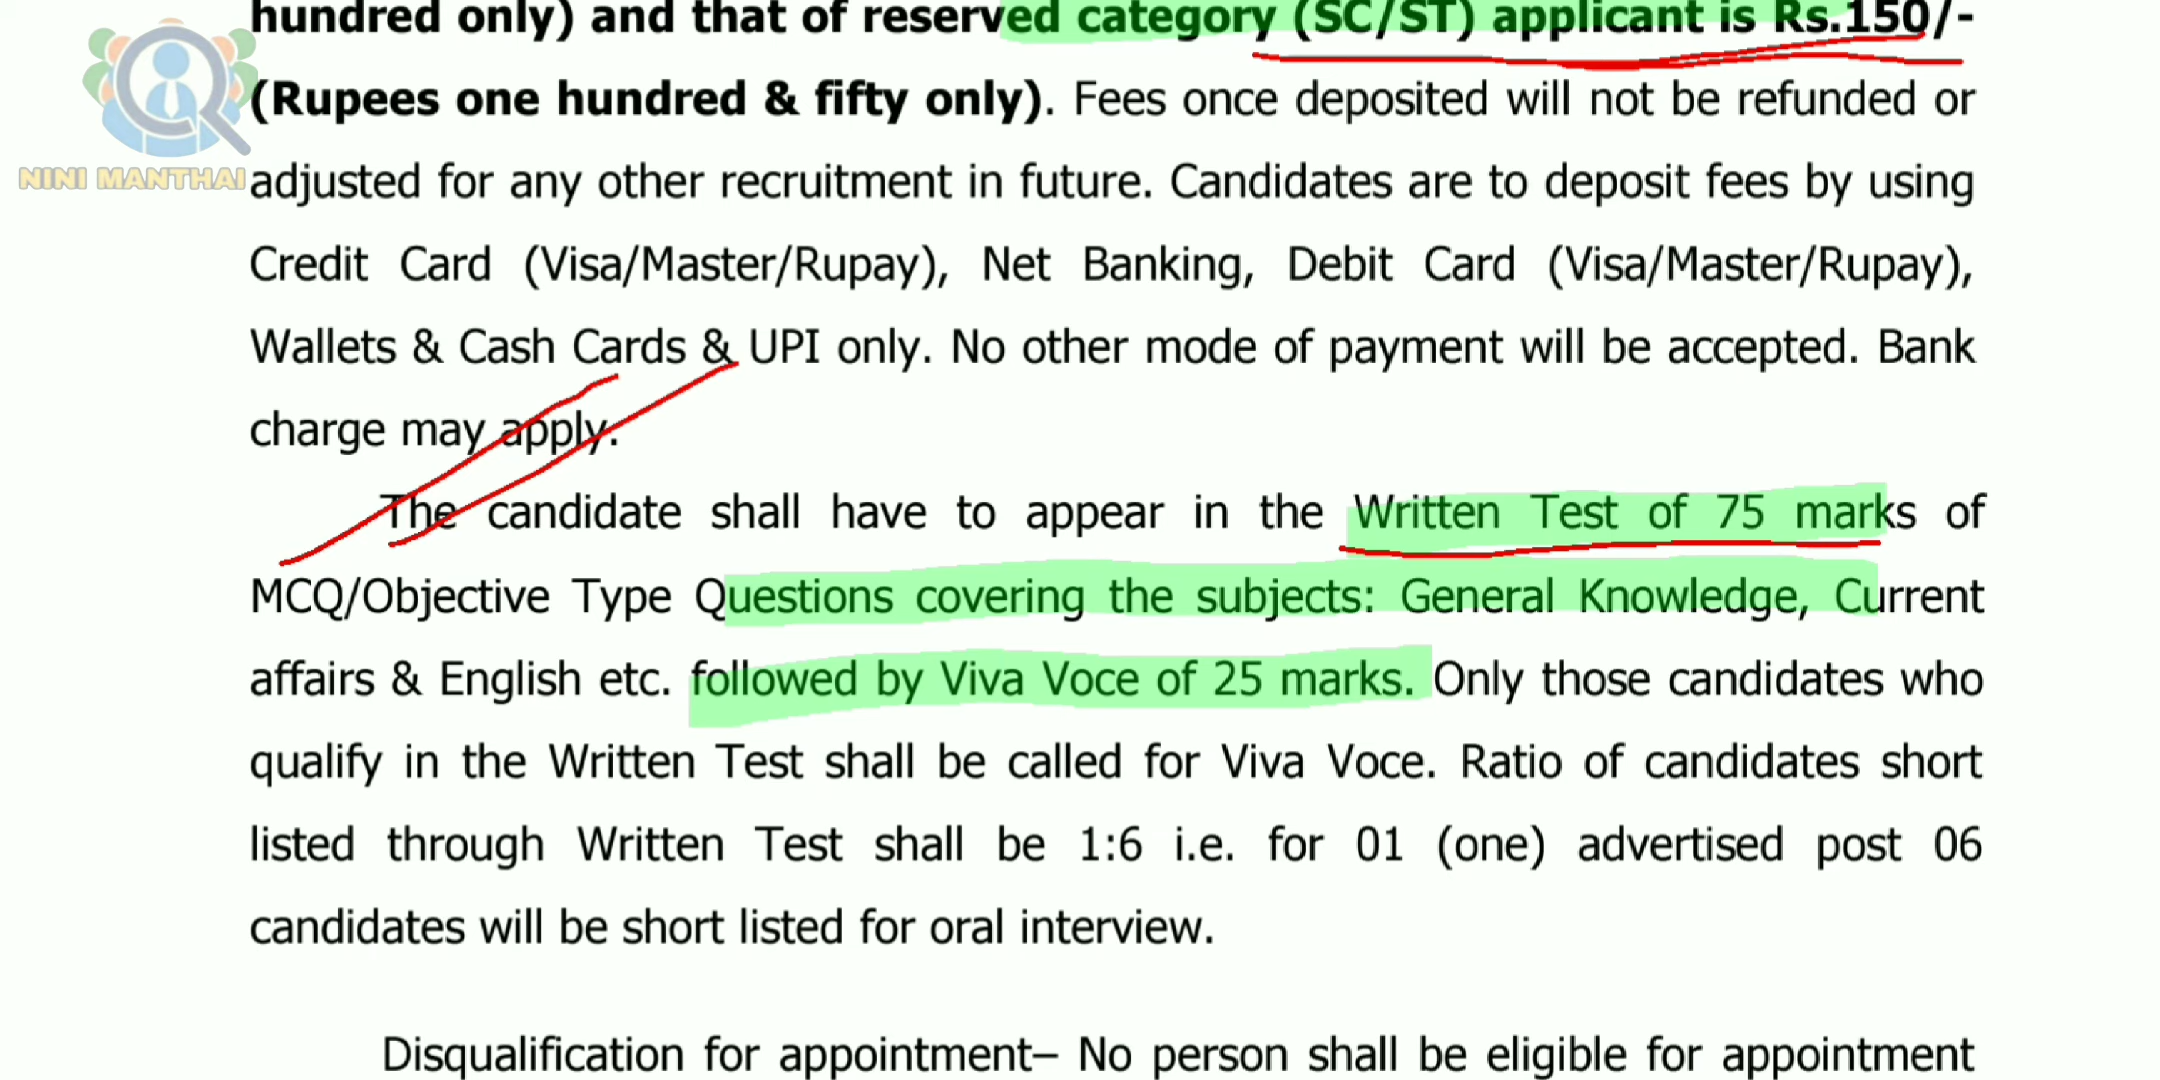 hundred only) and that of reserved category (SC/ST) applicant is Rs.150/-
(Rupees one hundred & fifty only). Fees once deposited will not be refunded or
NINI MANTHAI
adjusted for any other recruitment in future. Candidates are to deposit fees by using
Credit Card (Visa/Master/Rupay), Net Banking, Debit Card (Visa/Master/Rupay),
Wallets & Cash Cards & UPI only. No other mode of payment will be accepted. Bank
charge may apply.
The candidate shall have to appear in the Written Test of 75 marks of
MCQ/Objective Type Questions covering the subjects: General Knowledge, Current
affairs & English etc. followed by Viva Voce of 25 marks. Only those candidates who
qualify in the Written Test shall be called for Viva Voce. Ratio of candidates short
listed through Written Test shall be 1:6 i.e. for 01 (one) advertised post 06
candidates will be short listed for oral interview.
Disqualification for appointment– No person shall be eligible for appointment